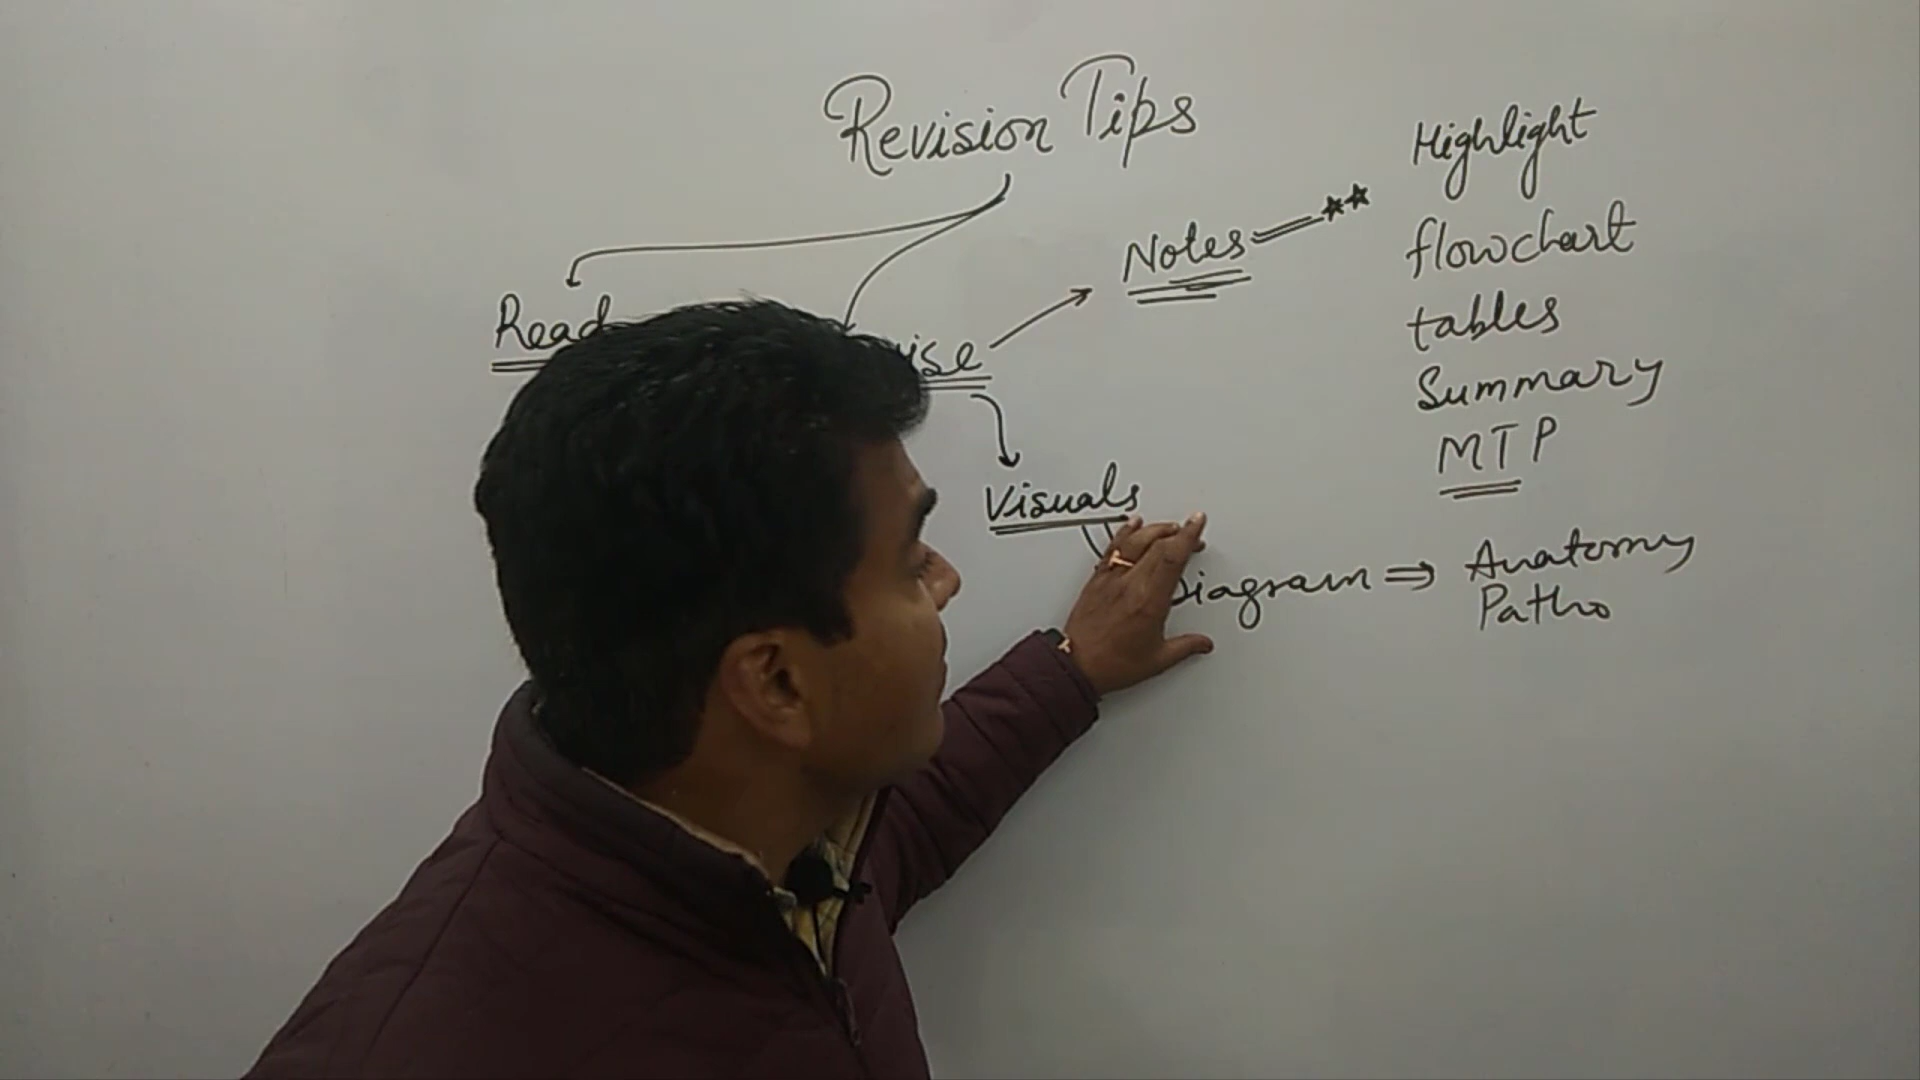 Revision Tips
Read
Notes
Highlight
flowchart
tables
Summary
MTP
Visuals
Diagram ⇒ Anatomy
Patho